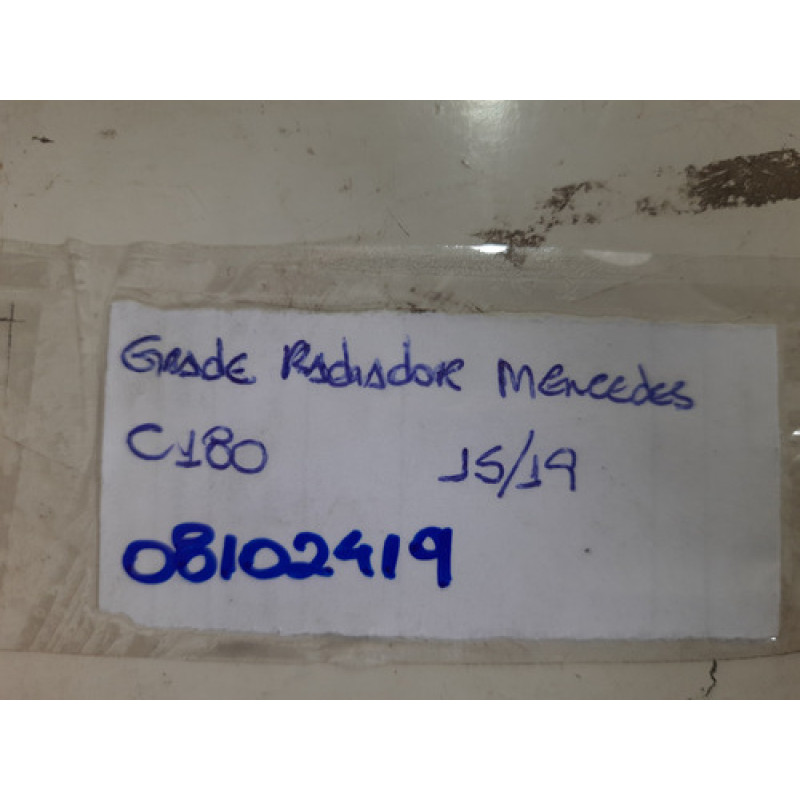 GRADE RADIADOR MERCEDES
C180 15/19
08102419